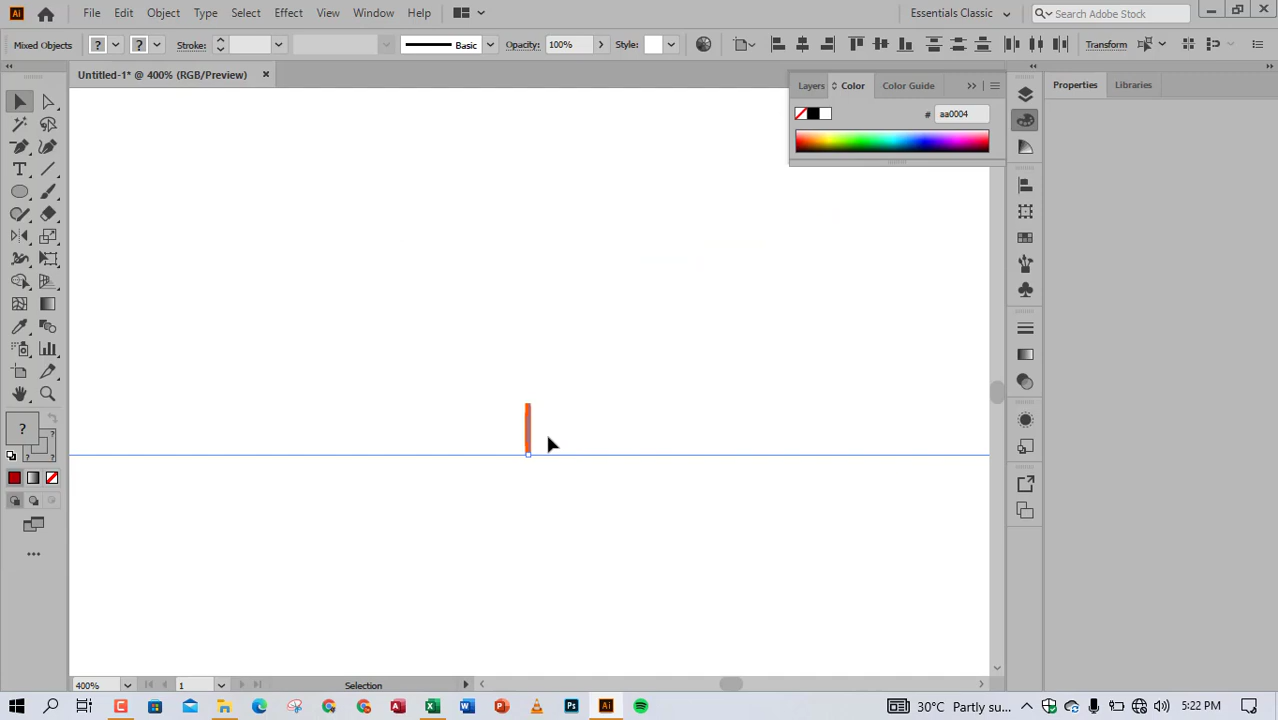 Ai File Edit Object Type Select Effect View Window Help Essentials Classic Search Adobe Stock
Mixed Objects ? ? Stroke: Basic Opacity: 100% Style: Transform
Untitled-1* @ 400% (RGB/Preview)
Layers Color Color Guide
# aa0004
Properties Libraries
T
?
? ?
400% 1 Selection
A X W P Ps Ai 30°C Partly su... 5:22 PM